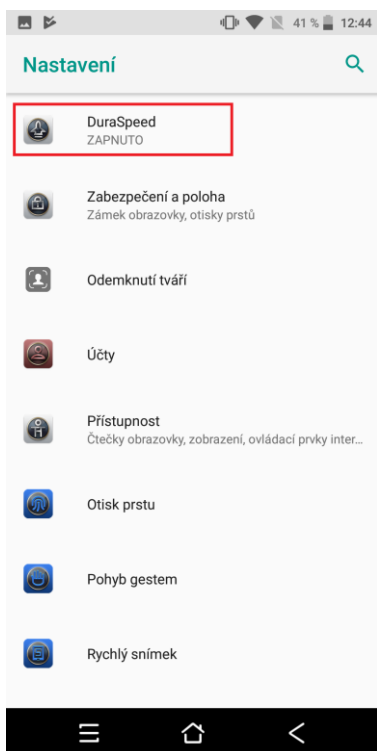 41 % 12:44
Nastavení
DuraSpeed
ZAPNUTO
Zabezpečení a poloha
Zámek obrazovky, otisky prstů
Odemknutí tváří
Účty
Přístupnost
Čtečky obrazovky, zobrazení, ovládací prvky inter...
Otisk prstu
Pohyb gestem
Rychlý snímek